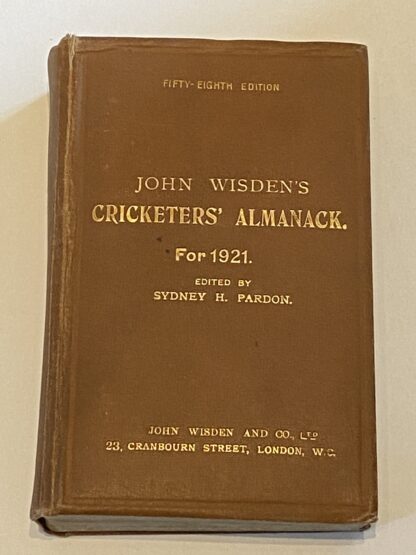 FIFTY-EIGHTH EDITION
JOHN WISDEN'S
CRICKETERS' ALMANACK.
For 1921.
EDITED BY
SYDNEY H. PARDON.
JOHN WISDEN AND CO., LTD
23, CRANBOURN STREET, LONDON, W.C.